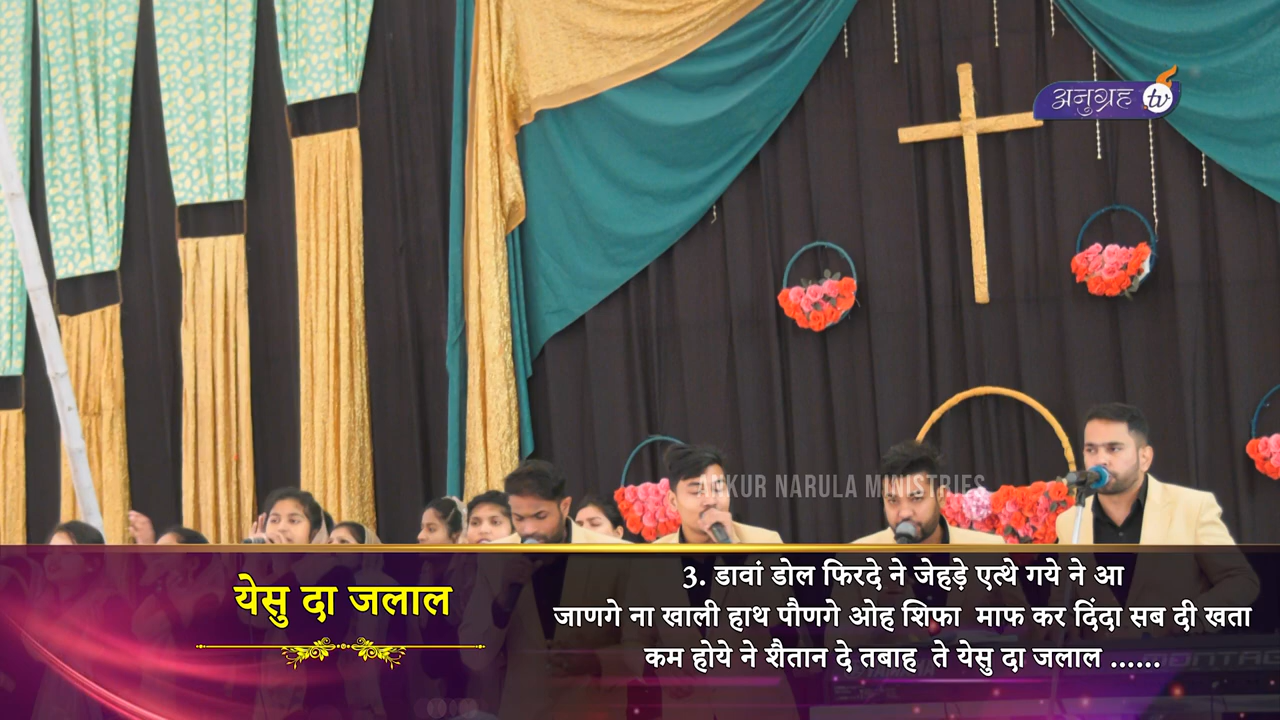 अनुग्रह tv
ANKUR NARULA MINISTRIES
येसु दा जलाल
3. डावां डोल फिरदे ने जेहड़े एत्थे गये ने आ
जाणगे ना खाली हाथ पौणगे ओह शिफा माफ कर दिंदा सब दी खता
कम होये ने शैतान दे तबाह ते येसु दा जलाल ......